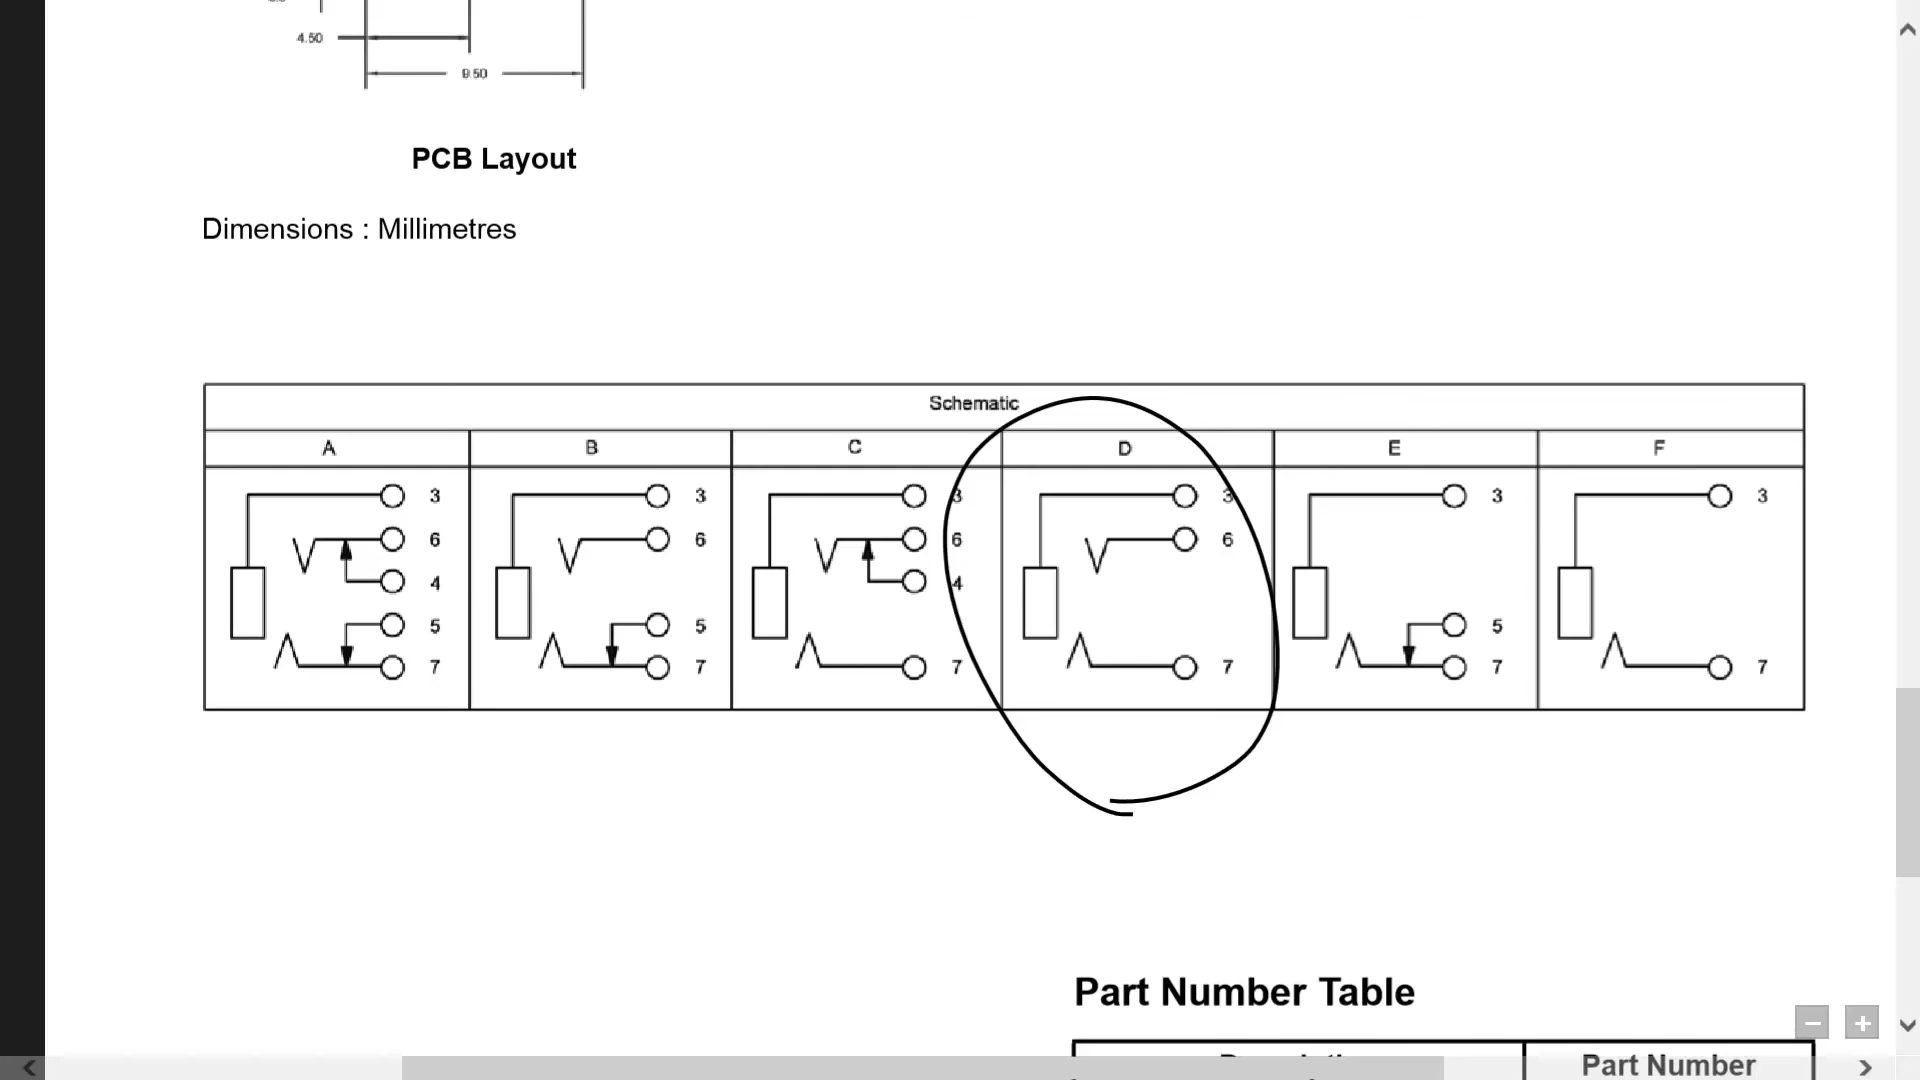 4.50
9.50
PCB Layout
Dimensions : Millimetres
Schematic
A B C D E F
3 3 3 3 3 3
6 6 6 6
4 4
5 5 5
7 7 7 7 7 7
Part Number Table
Part Number